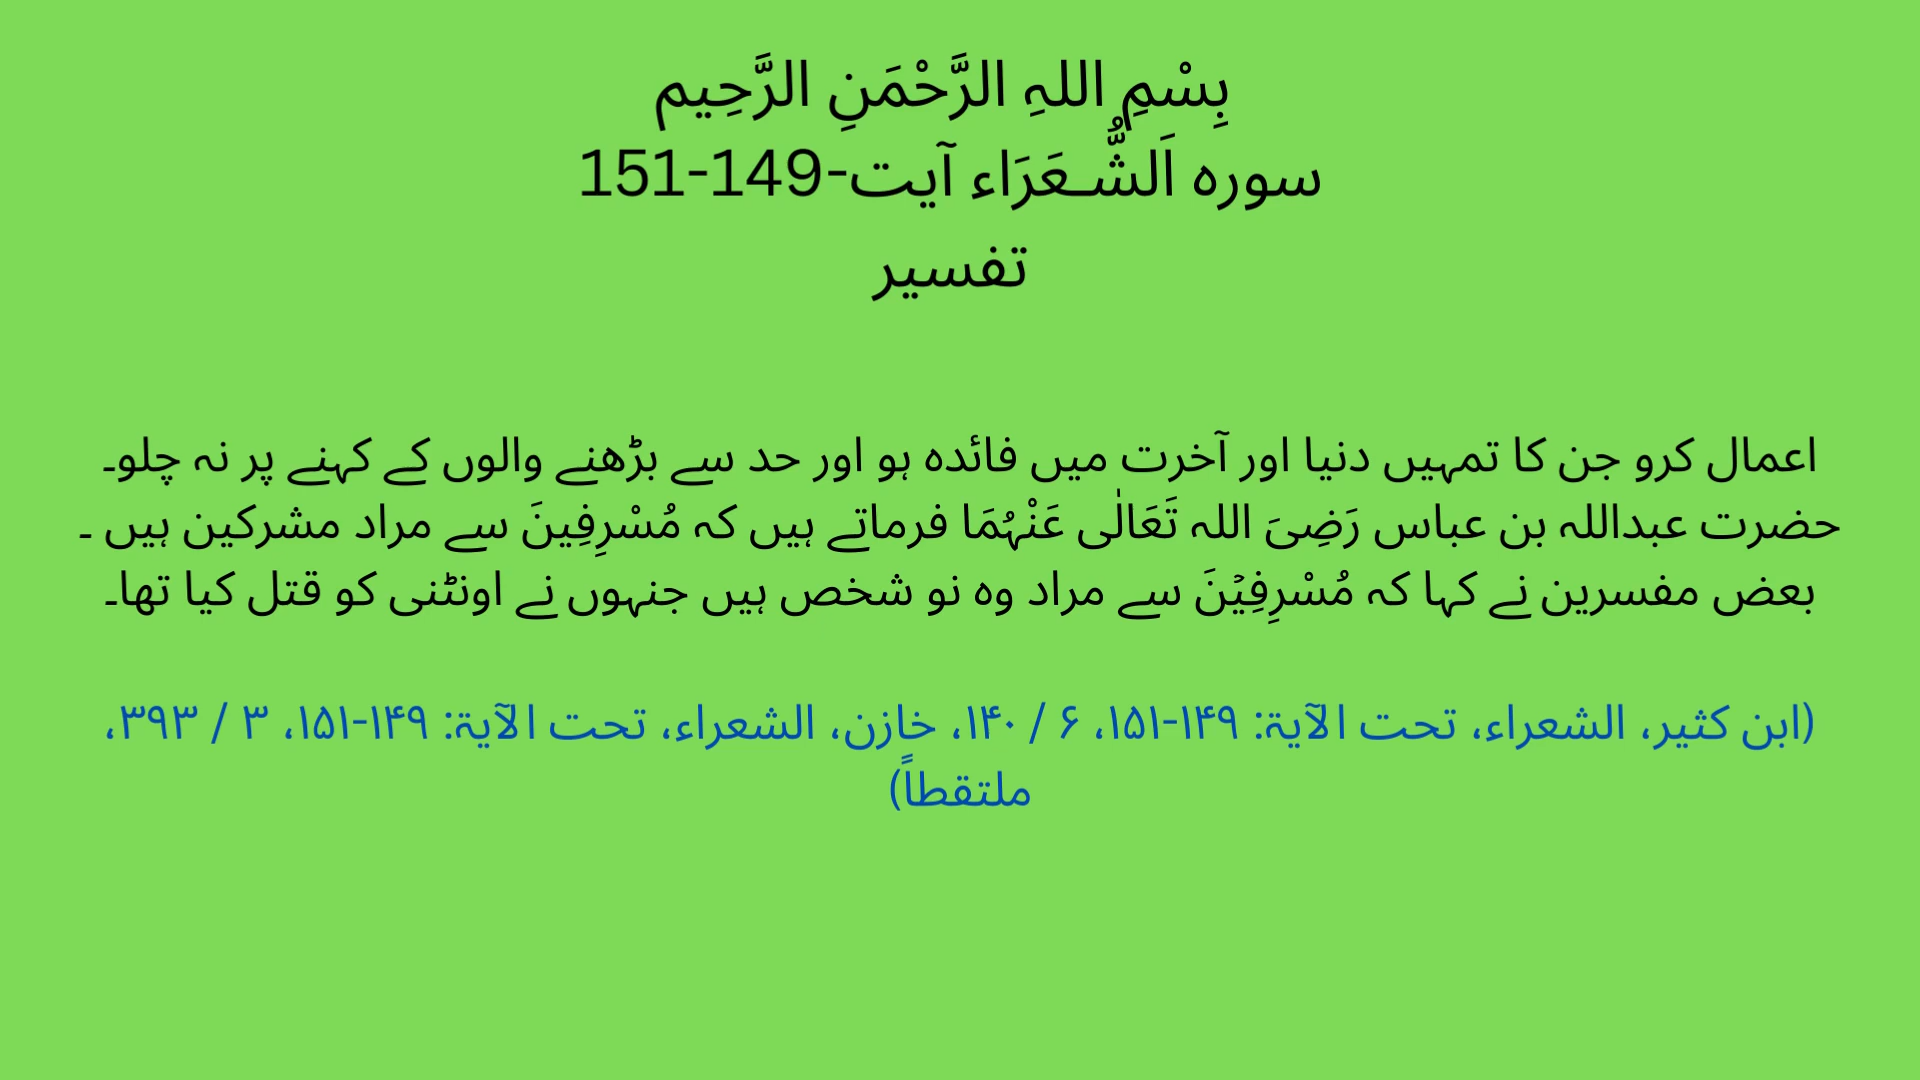 بِسْمِ اللہِ الرَّحْمَنِ الرَّحِيم
سورہ اَلشُّـعَرَاء آیت-149-151
تفسیر
اعمال کرو جن کا تمہیں دنیا اور آخرت میں فائدہ ہو اور حد سے بڑھنے والوں کے کہنے پر نہ چلو۔
حضرت عبداللہ بن عباس رَضِیَ اللہ تَعَالٰی عَنْہُمَا فرماتے ہیں کہ مُسْرِفِینَ سے مراد مشرکین ہیں ۔
بعض مفسرین نے کہا کہ مُسْرِفِیْنَ سے مراد وہ نو شخص ہیں جنہوں نے اونٹنی کو قتل کیا تھا۔
(ابن کثیر، الشعراء، تحت الآیۃ: ۱۴۹-۱۵۱، ۶ / ۱۴۰، خازن، الشعراء، تحت الآیۃ: ۱۴۹-۱۵۱، ۳ / ۳۹۳،
ملتقطاً)